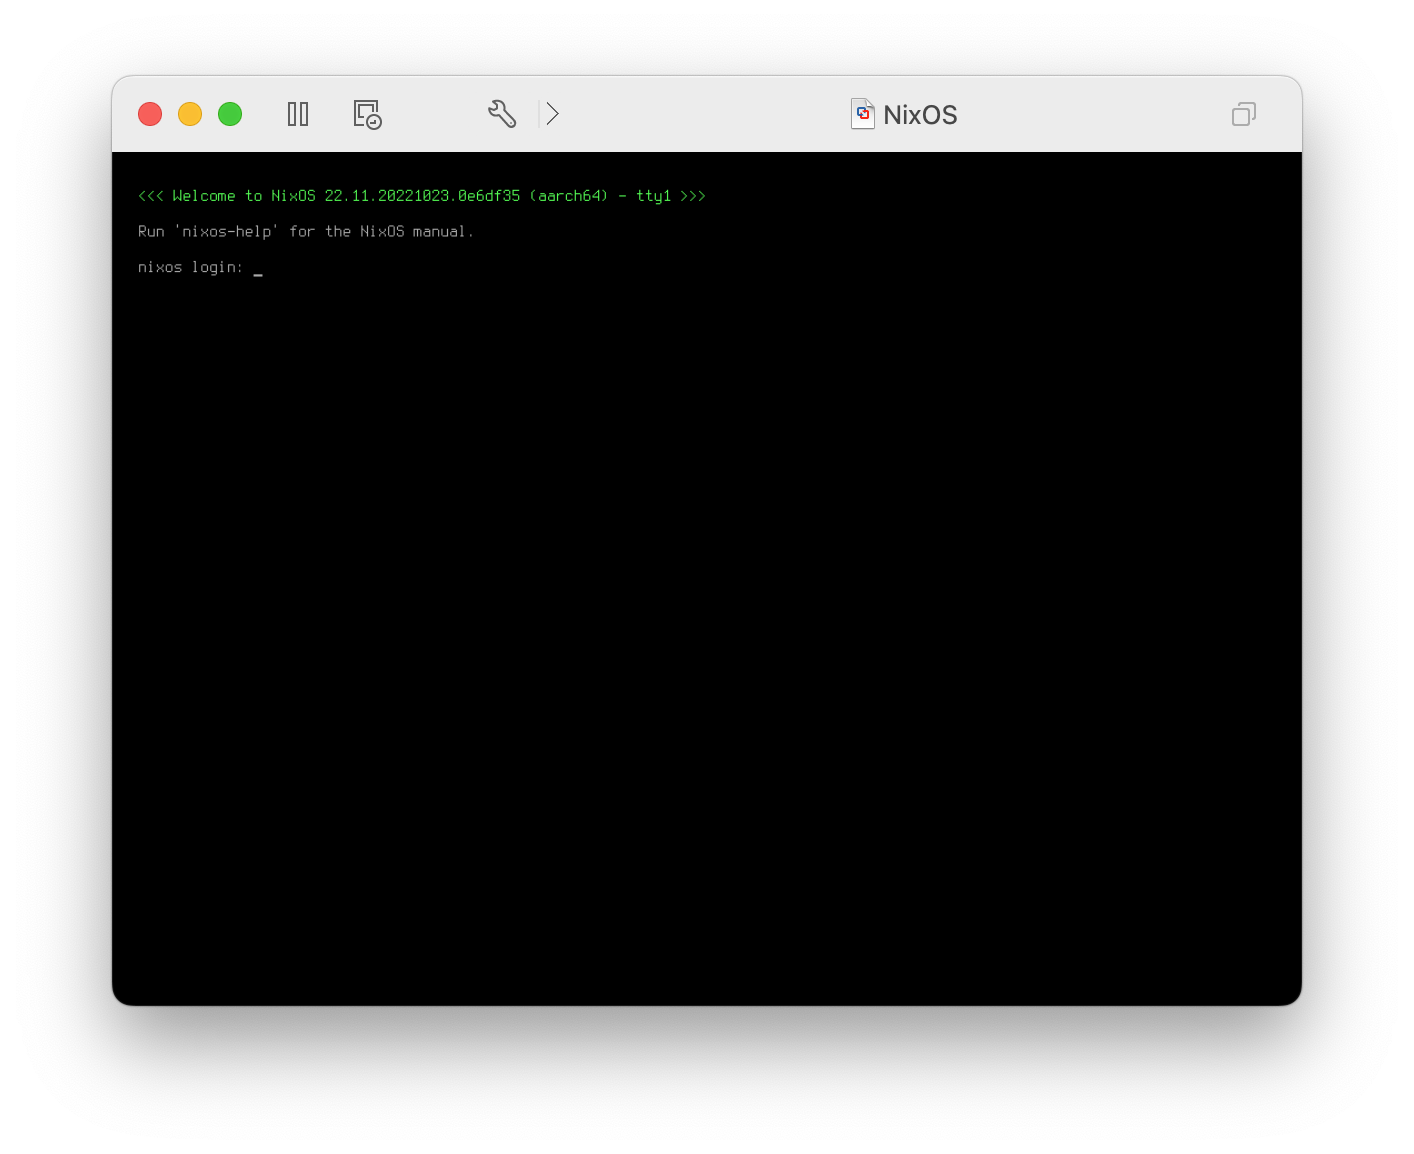 NixOS
<<< Welcome to NixOS 22.11.20221023.0e6df35 (aarch64) - tty1 >>>
Run 'nixos-help' for the NixOS manual.
nixos login: _